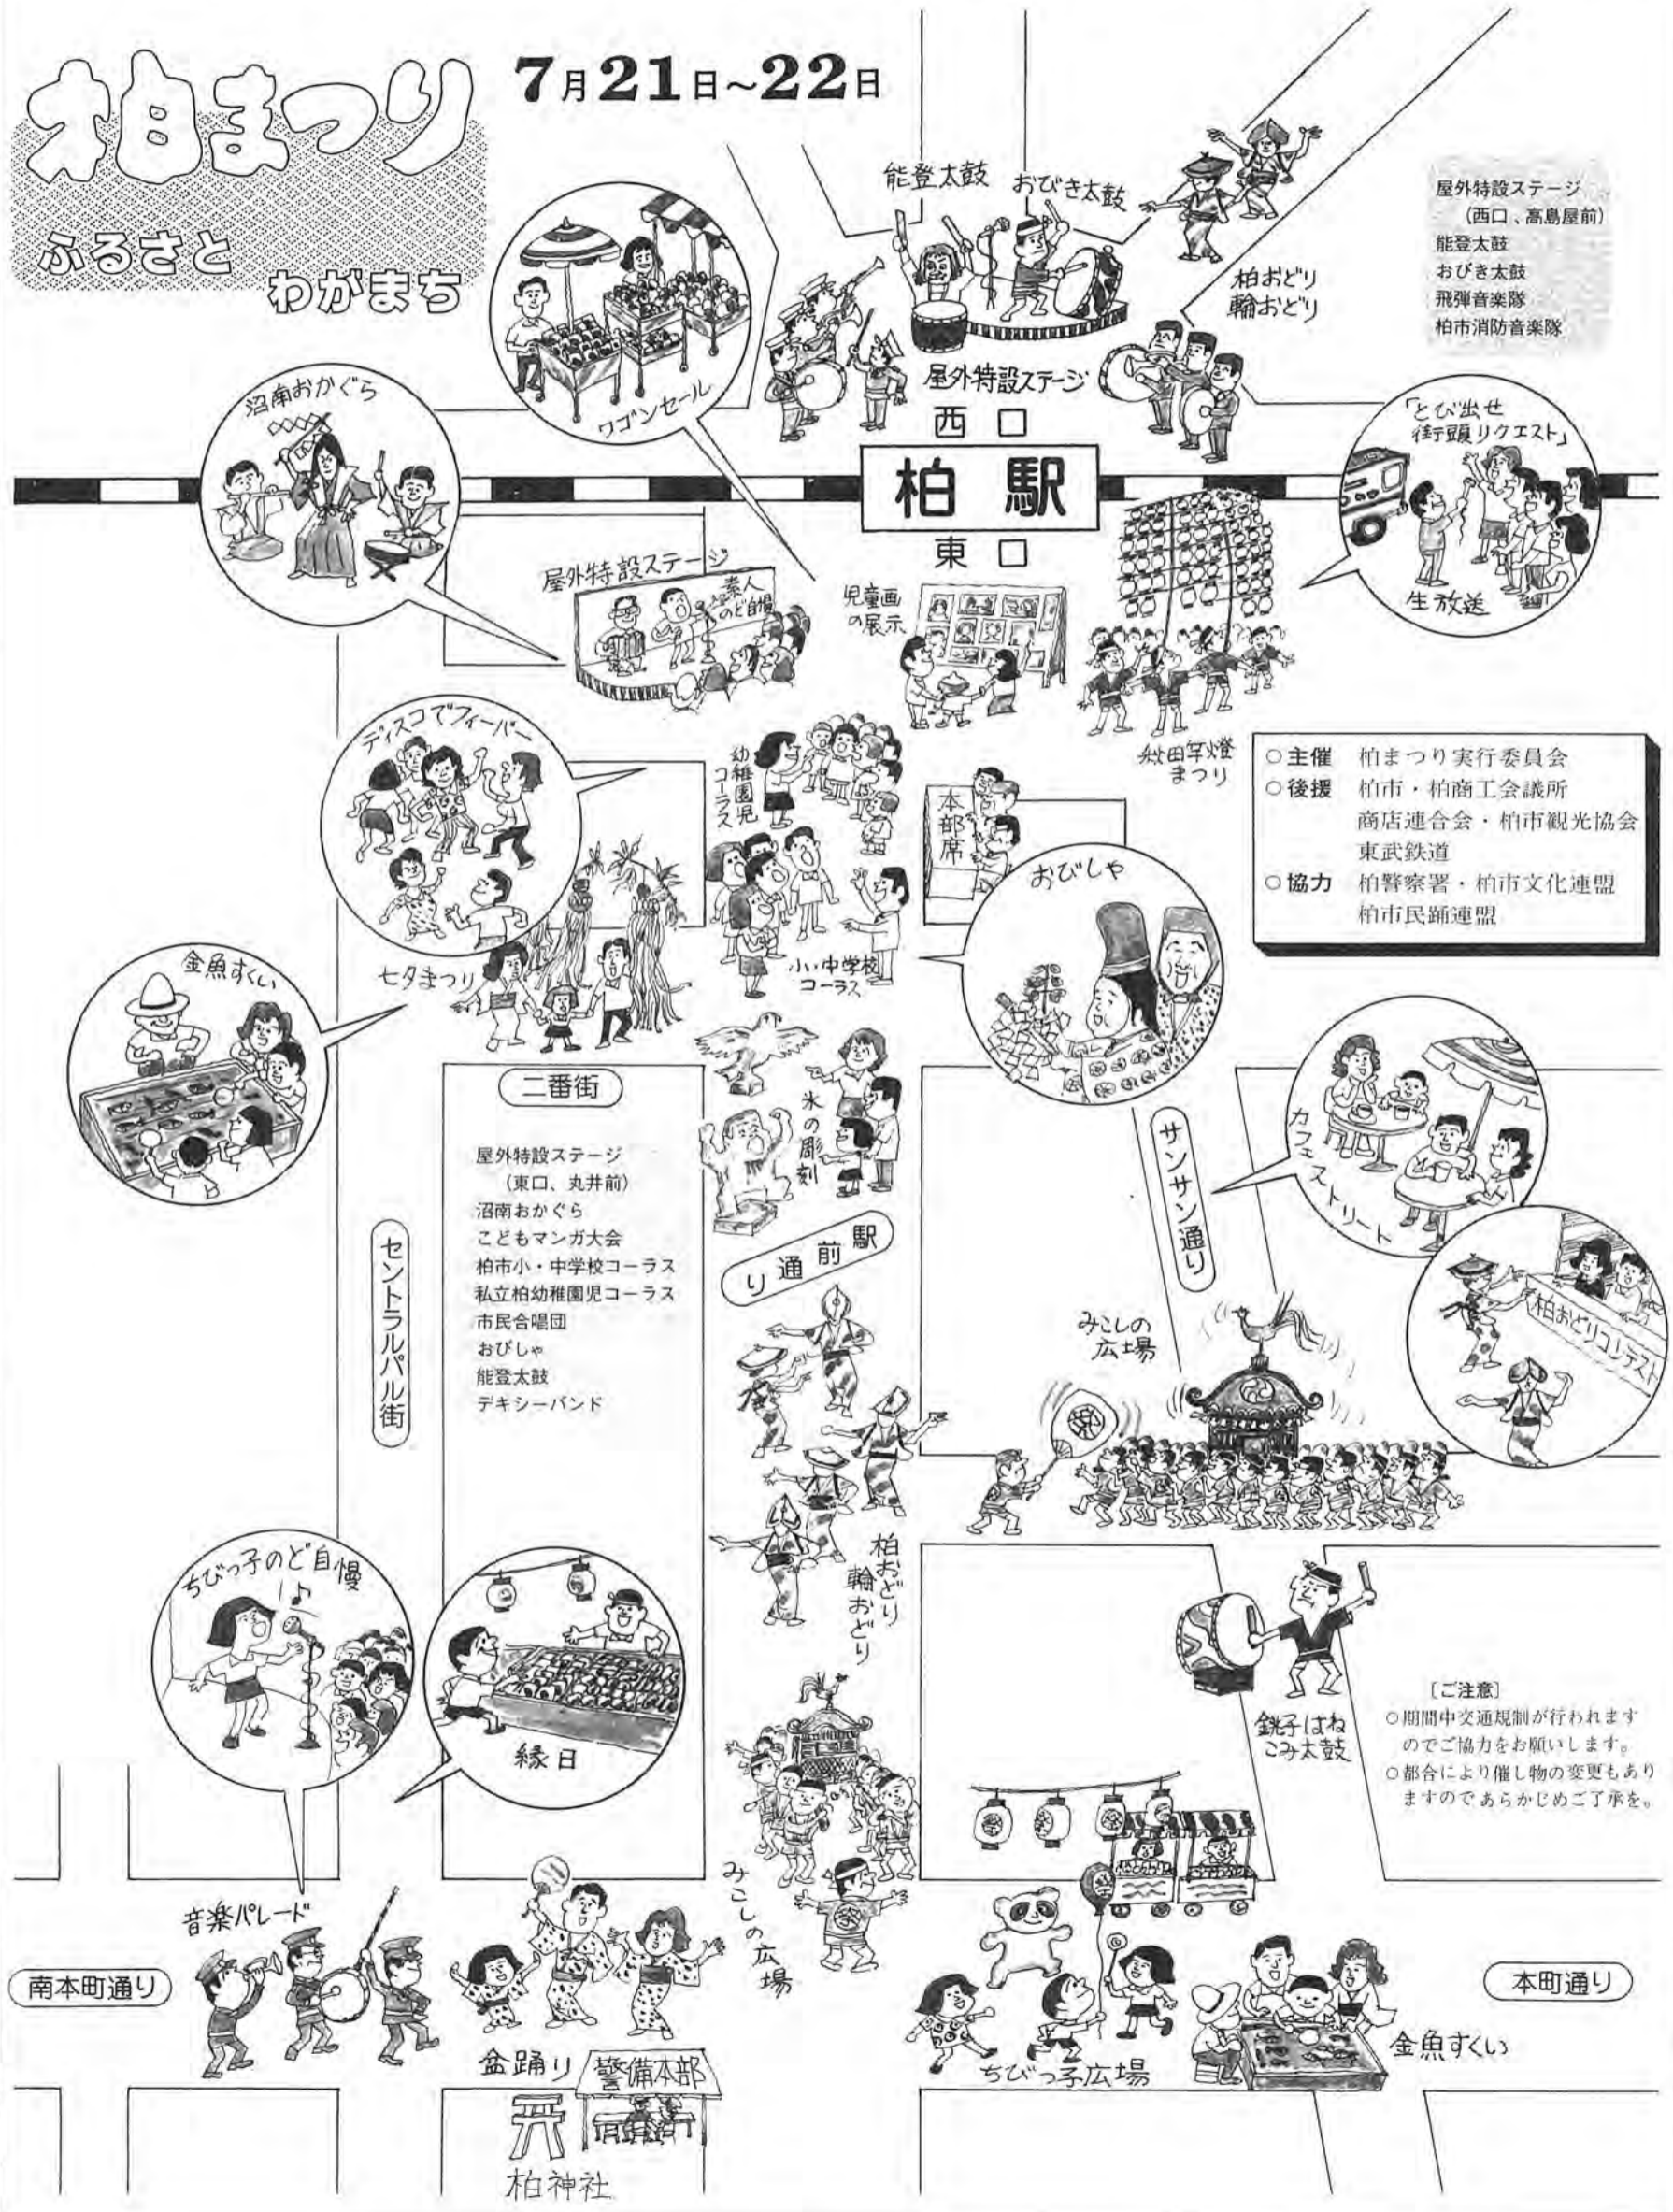 柏まつり
ふるさと
わがまち
7月21日~22日
能登太鼓
おびき太鼓
柏おどり
輪おどり
屋外特設ステージ
(西口、高島屋前)
能登太鼓
おびき太鼓
飛弾音楽隊
柏市消防音楽隊
ワゴンセール
屋外特設ステージ
沼南おかぐら
「とび出せ
街頭リクエスト」
生放送
西口
柏駅
東口
屋外特設ステージ
素人
のど自慢
児童画
の展示
秋田竿燈
まつり
ディスコでフィーバー
幼稚園児
コーラス
本部席
○主催 柏まつり実行委員会
○後援 柏市・柏商工会議所
商店連合会・柏市観光協会
東武鉄道
○協力 柏警察署・柏市文化連盟
柏市民踊連盟
おびしゃ
金魚すくい
七夕まつり
小・中学校
コーラス
二番街
屋外特設ステージ
(東口、丸井前)
沼南おかぐら
こどもマンガ大会
柏市小・中学校コーラス
私立柏幼稚園児コーラス
市民合唱団
おびしゃ
能登太鼓
デキシーバンド
氷の彫刻
サンサン通り
カフェストリート
セントラルパル街
駅前通り
みこしの
広場
柏おどりコンテスト
祭
柏おどり
輪おどり
ちびっ子のど自慢
縁日
銚子はね
こみ太鼓
[ご注意]
○期間中交通規制が行われます
のでご協力をお願いします。
○都合により催し物の変更もあり
ますのであらかじめご了承を。
みこしの広場
祭
音楽パレード
南本町通り
本町通り
盆踊り
警備本部
ちびっ子広場
金魚すくい
柏神社